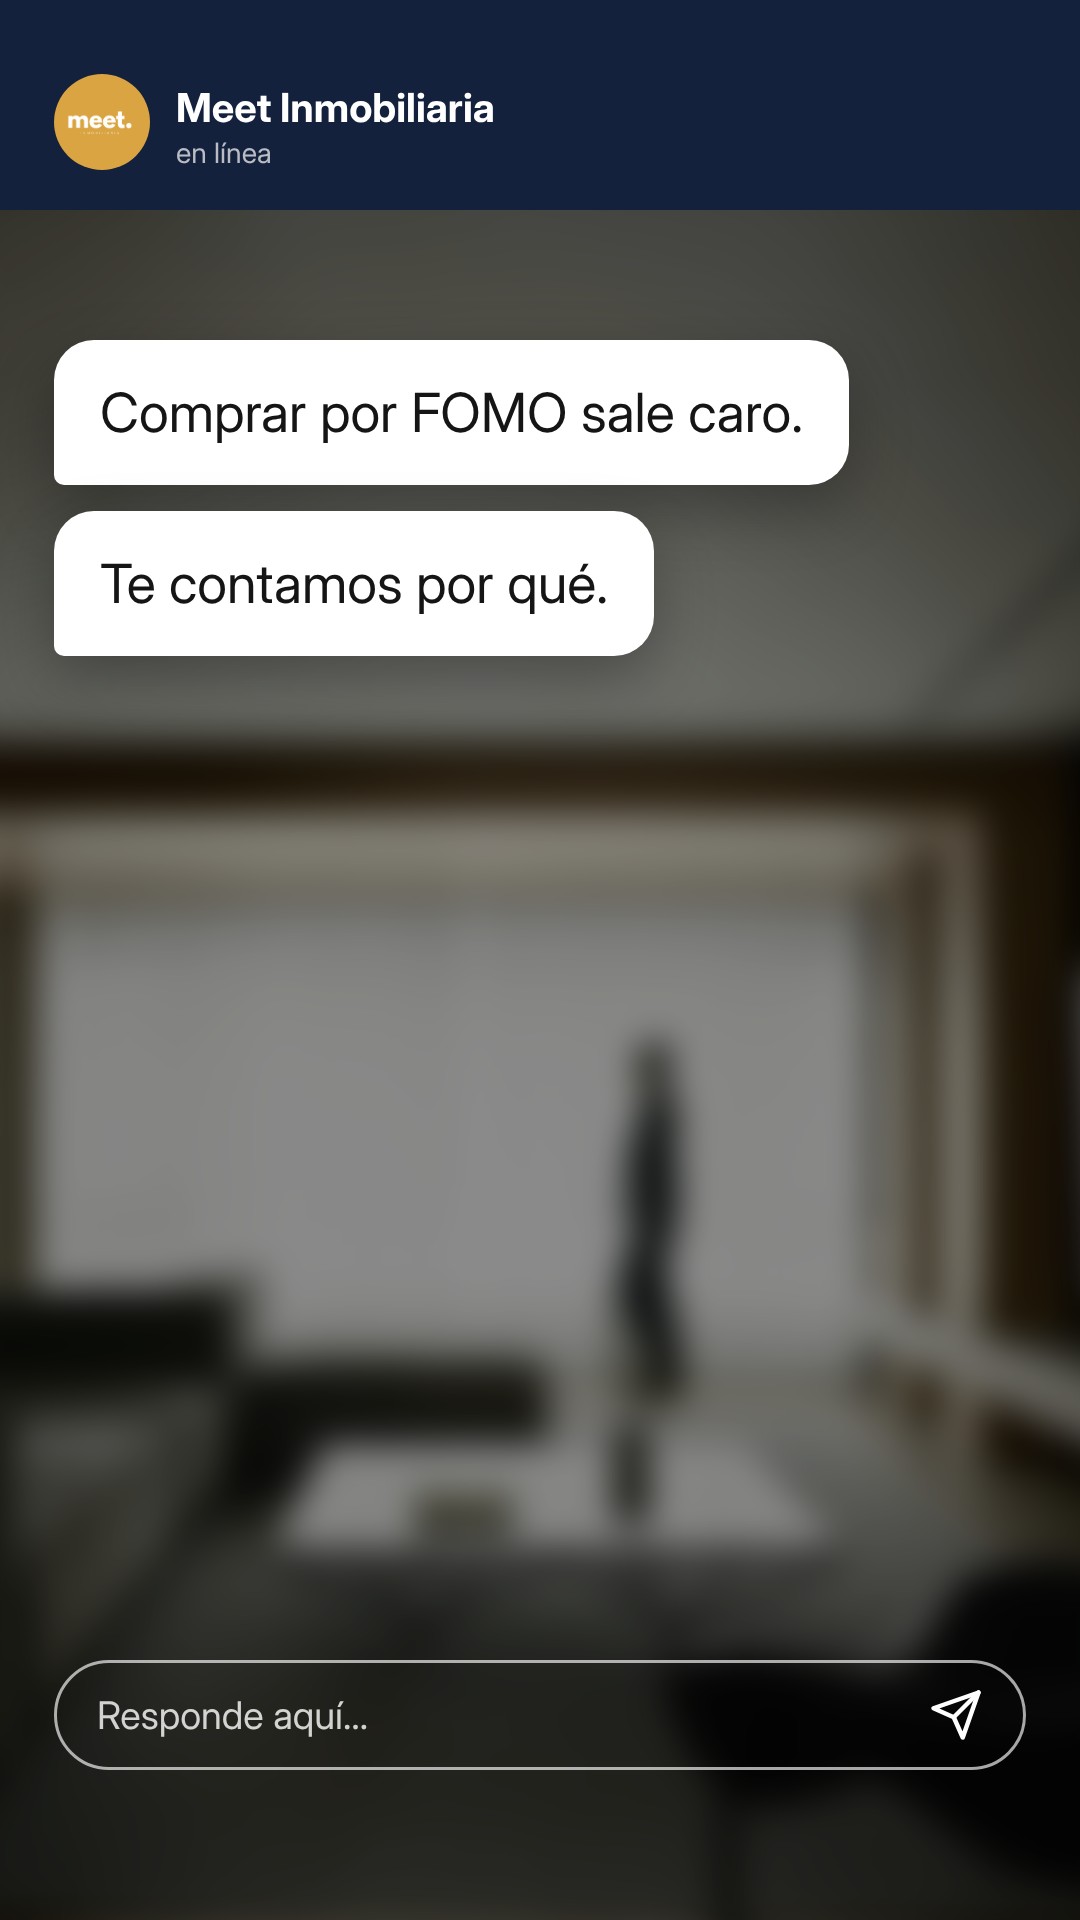 meet.
Meet Inmobiliaria
en línea
Comprar por FOMO sale caro.
Te contamos por qué.
Responde aquí...